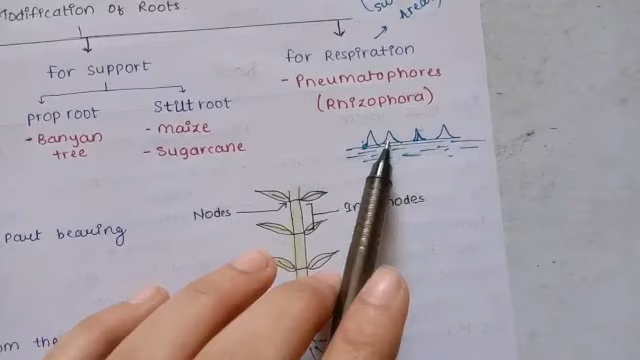 Modification of Roots.
Area
for Support
for Respiration
- Pneumatophores
(Rhizophora)
Prop root
- Banyan
tree
Stilt root
- maize
- Sugarcane
Nodes
Part bearing